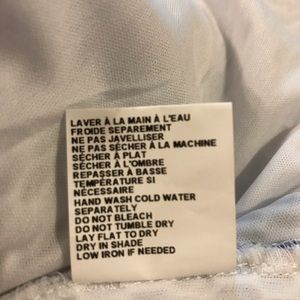 LAVER À LA MAIN À L'EAU
FROIDE SEPAREMENT
NE PAS JAVELLISER
NE PAS SÉCHER À LA MACHINE
SÉCHER À PLAT
SÉCHER À L'OMBRE
REPASSER À BASSE
TEMPÉRATURE SI
NÉCESSAIRE
HAND WASH COLD WATER
SEPARATELY
DO NOT BLEACH
DO NOT TUMBLE DRY
LAY FLAT TO DRY
DRY IN SHADE
LOW IRON IF NEEDED